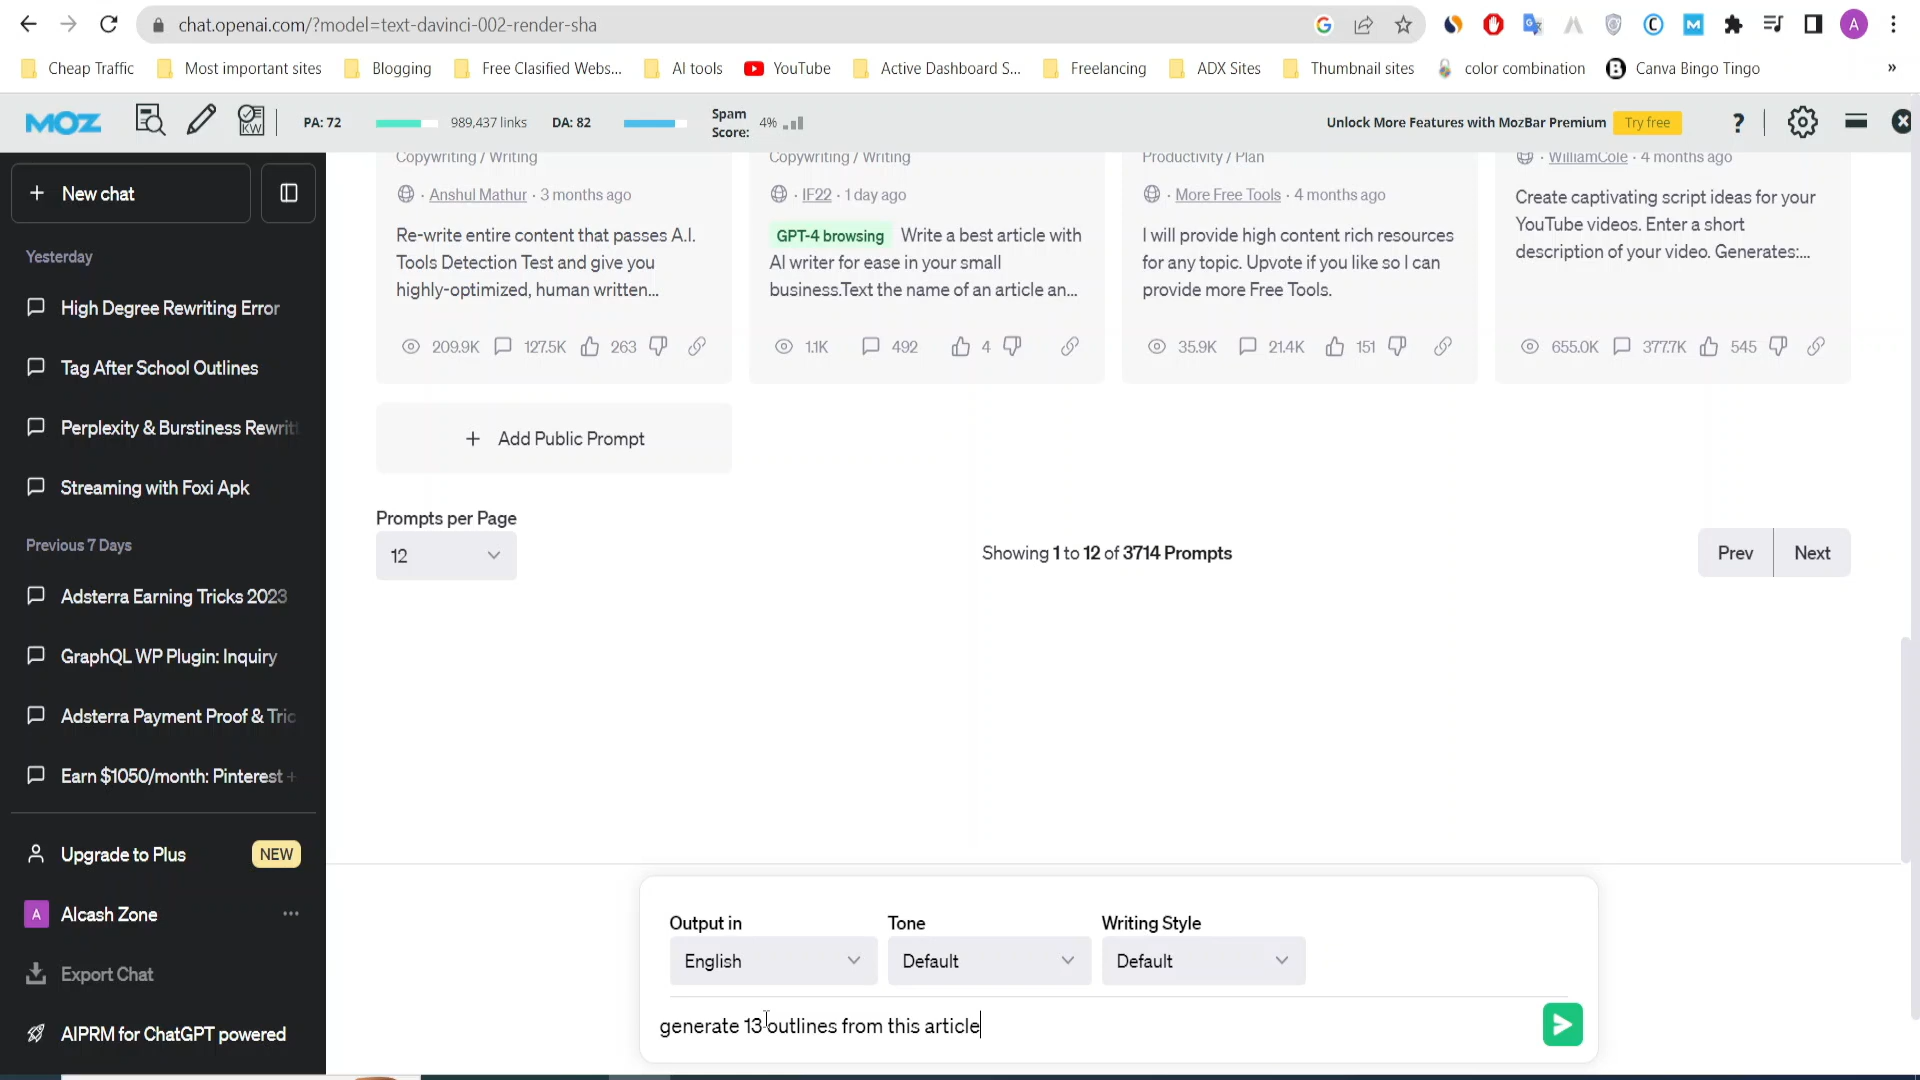 chat.openai.com/?model=text-davinci-002-render-sha
Cheap Traffic
Most important sites
Blogging
Free Clasified Webs...
AI tools
YouTube
Active Dashboard S...
Freelancing
ADX Sites
Thumbnail sites
color combination
B
Canva Bingo Tingo
»
MOZ
KW
PA: 72
989,437 links
DA: 82
Spam
Score:
4%
Unlock More Features with MozBar Premium
Try free
?
+ New chat
Yesterday
High Degree Rewriting Error
Tag After School Outlines
Perplexity & Burstiness Rewrit
Streaming with Foxi Apk
Previous 7 Days
Adsterra Earning Tricks 2023
GraphQL WP Plugin: Inquiry
Adsterra Payment Proof & Tric
Earn $1050/month: Pinterest +
Upgrade to Plus
NEW
A
Alcash Zone
...
Export Chat
AIPRM for ChatGPT powered
Copywriting / Writing
· Anshul Mathur · 3 months ago
Re-write entire content that passes A.I.
Tools Detection Test and give you
highly-optimized, human written...
209.9K
127.5K
263
Copywriting / Writing
· IF22 · 1 day ago
GPT-4 browsing Write a best article with
AI writer for ease in your small
business.Text the name of an article an...
1.1K
492
4
Productivity / Plan
· More Free Tools · 4 months ago
I will provide high content rich resources
for any topic. Upvote if you like so I can
provide more Free Tools.
35.9K
21.4K
151
· WilliamCole · 4 months ago
Create captivating script ideas for your
YouTube videos. Enter a short
description of your video. Generates:...
655.0K
377.7K
545
+ Add Public Prompt
Prompts per Page
12
Showing 1 to 12 of 3714 Prompts
Prev
Next
Output in
Tone
Writing Style
English
Default
Default
generate 13 outlines from this article